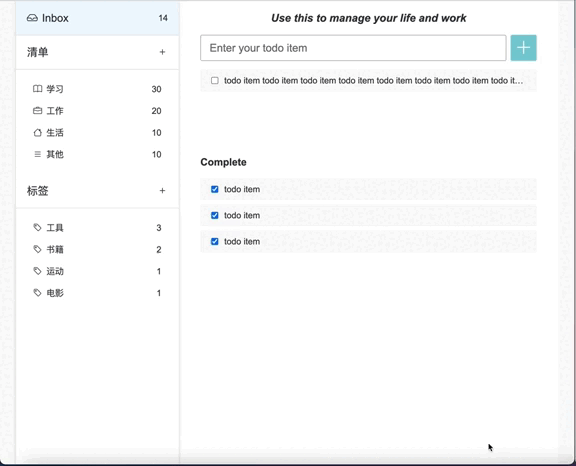 Inbox 14
清单 +
学习 30
工作 20
生活 10
其他 10
标签 +
工具 3
书籍 2
运动 1
电影 1
Use this to manage your life and work
Enter your todo item
todo item todo item todo item todo item todo item todo item todo item todo it...
Complete
todo item
todo item
todo item